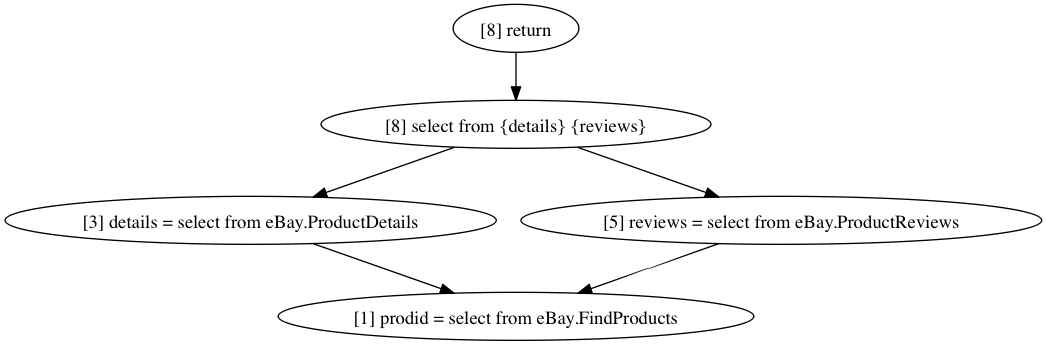 [8] return
[8] select from {details} {reviews}
[3] details = select from eBay.ProductDetails
[5] reviews = select from eBay.ProductReviews
[1] prodid = select from eBay.FindProducts